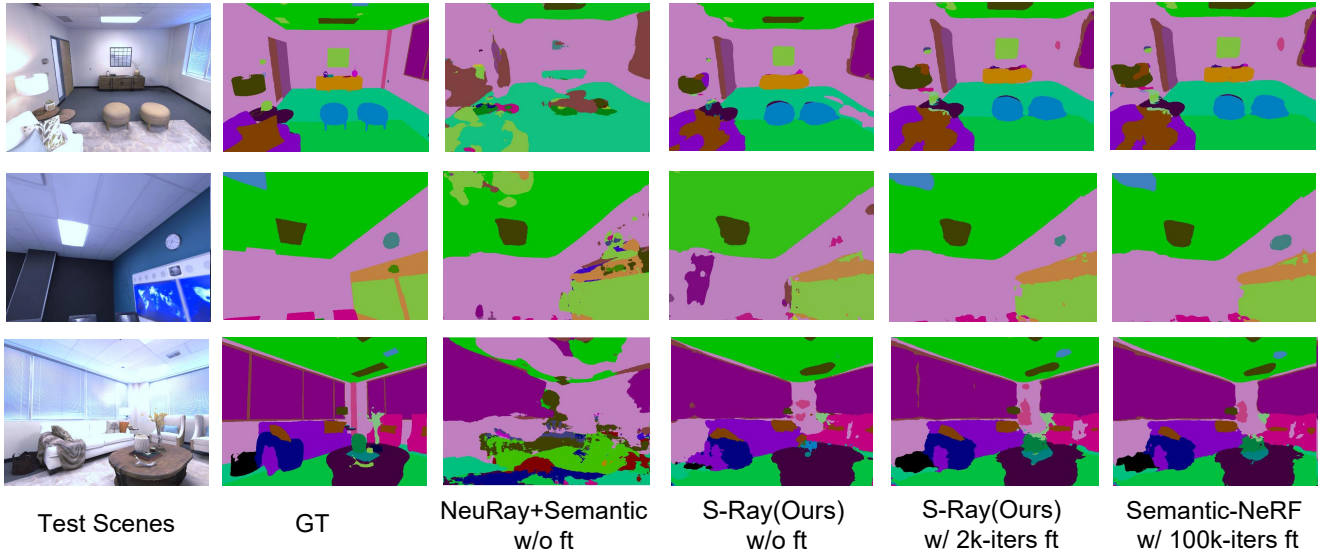 Test Scenes
GT
NeuRay+Semantic
w/o ft
S-Ray(Ours)
w/o ft
S-Ray(Ours)
w/ 2k-iters ft
Semantic-NeRF
w/ 100k-iters ft